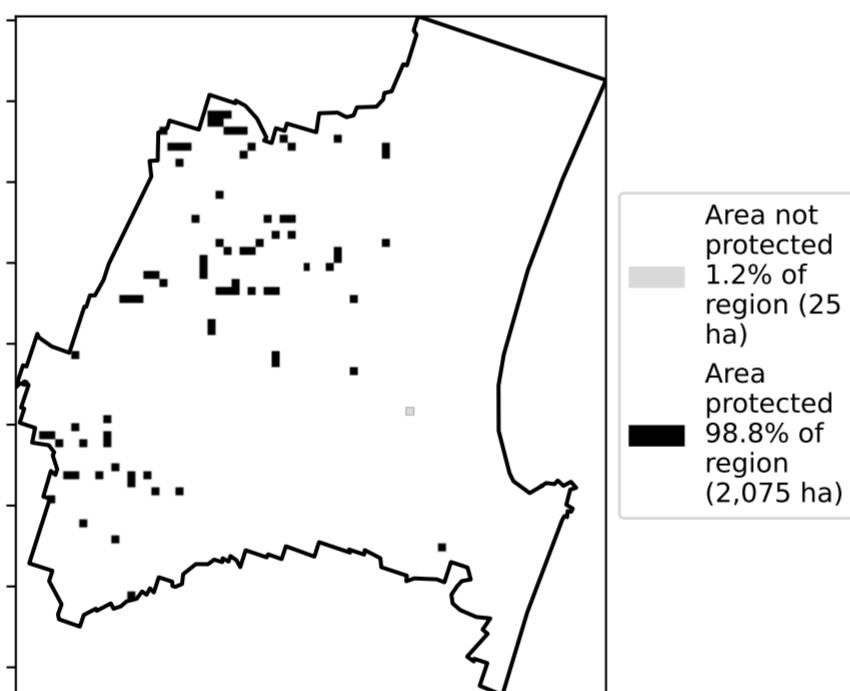 Area not
protected
1.2% of
region (25
ha)
Area
protected
98.8% of
region
(2,075 ha)